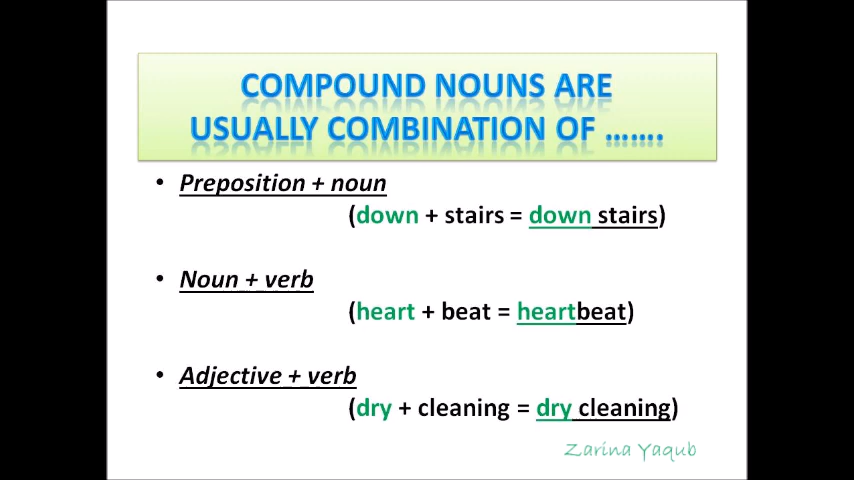 COMPOUND NOUNS ARE
USUALLY COMBINATION OF …….
• Preposition + noun
(down + stairs = down stairs)
• Noun + verb
(heart + beat = heartbeat)
• Adjective + verb
(dry + cleaning = dry cleaning)
Zarina Yaqub